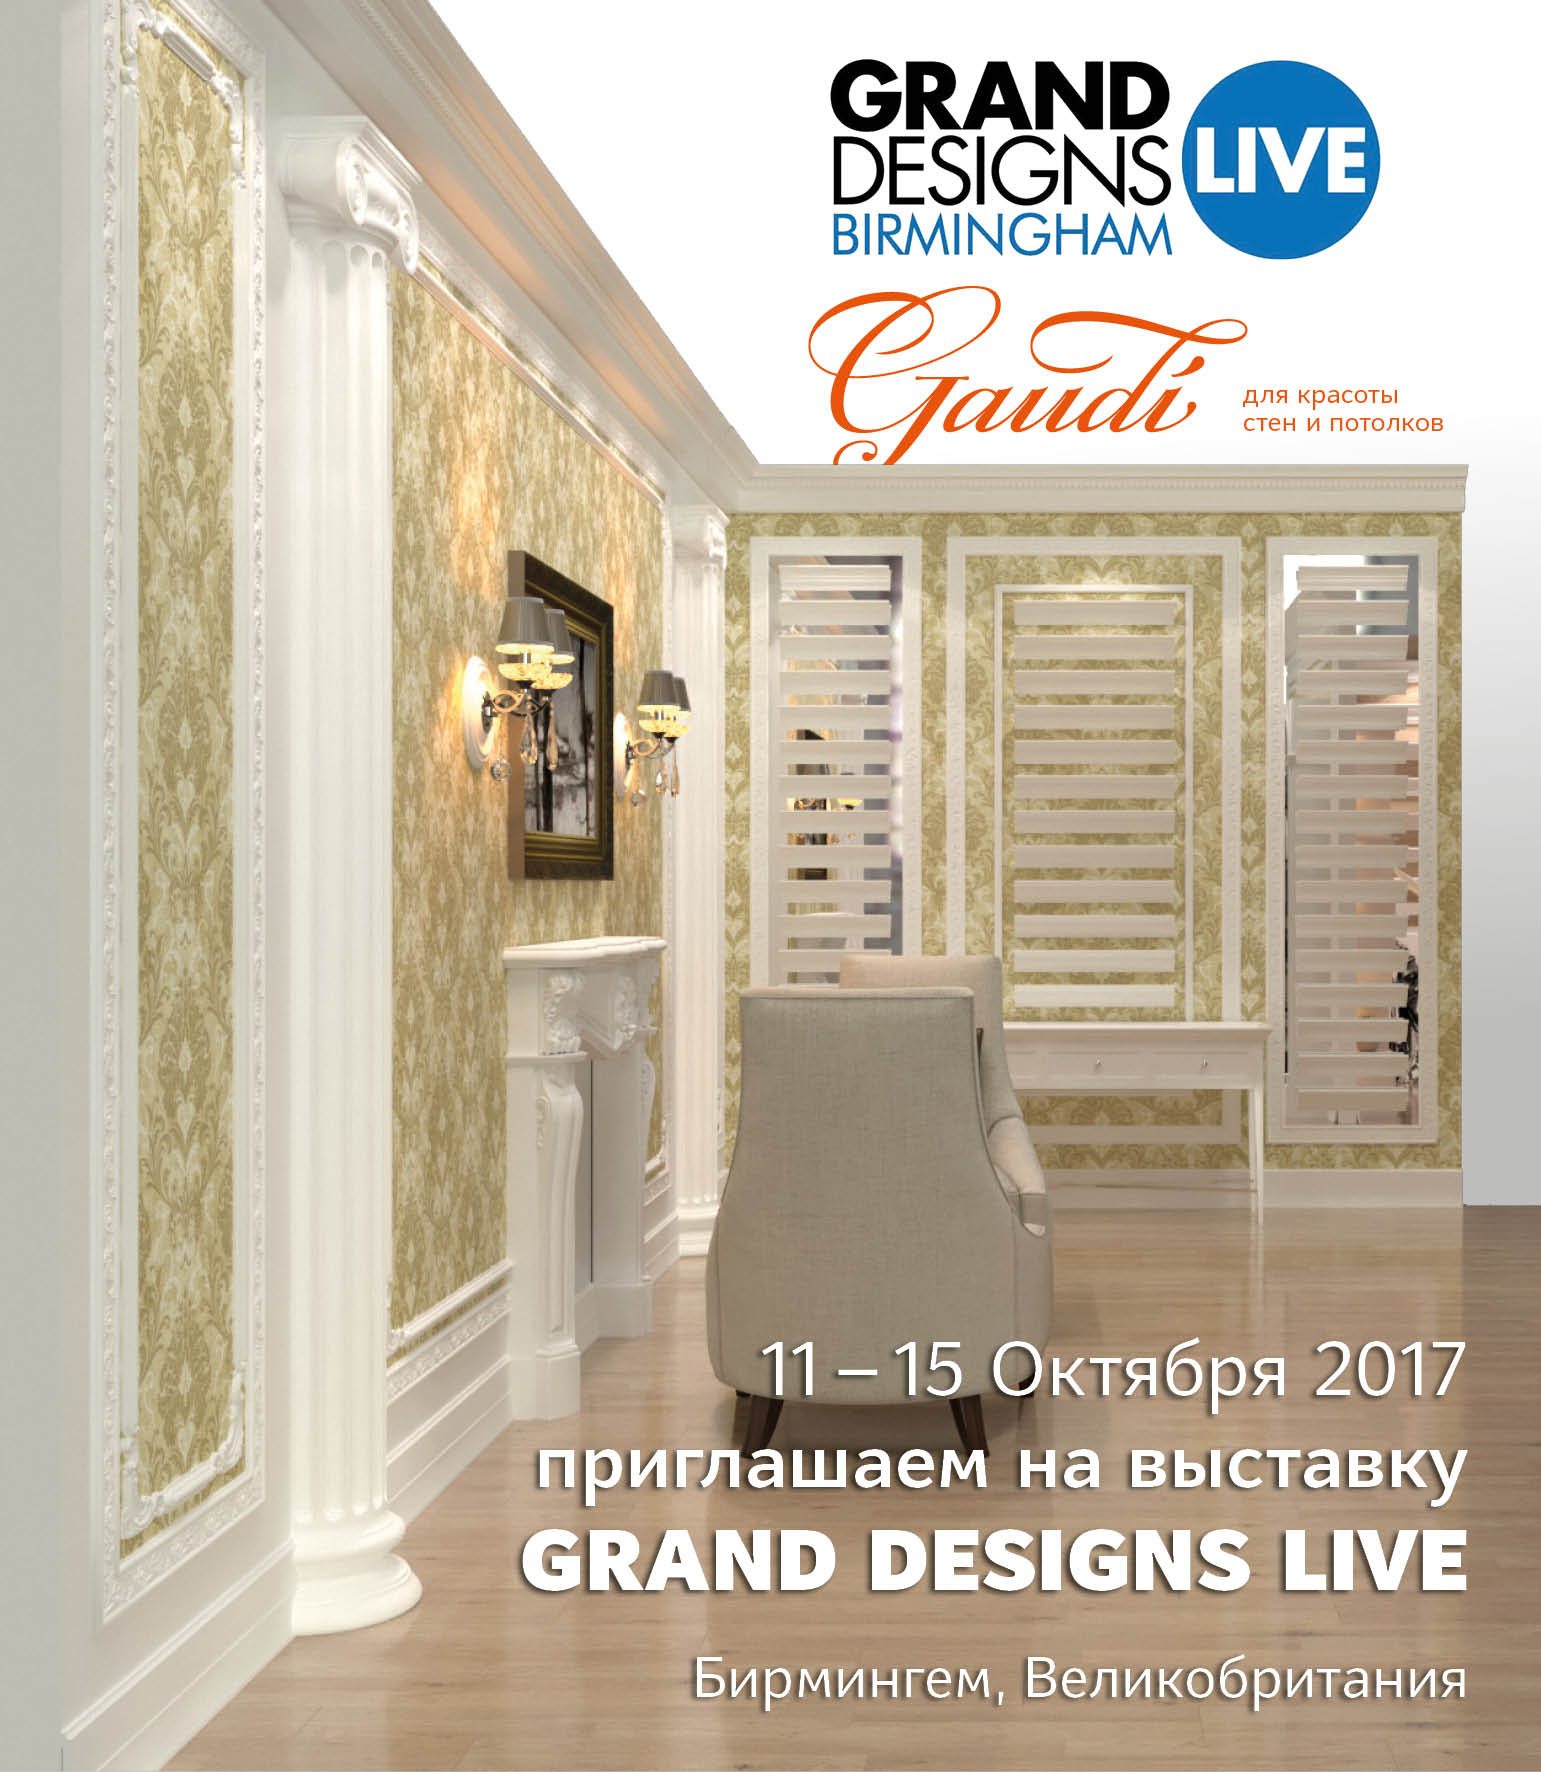 GRAND
DESIGNS
BIRMINGHAM
LIVE
Gaudí
для красоты
стен и потолков
11 – 15 Октября 2017
приглашаем на выставку
GRAND DESIGNS LIVE
Бирмингем, Великобритания